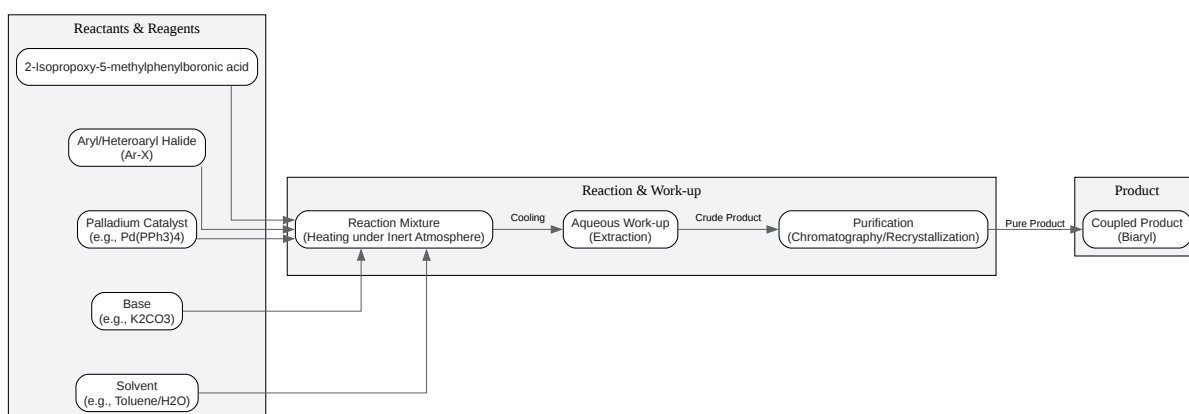 Reactants & Reagents
2-Isopropoxy-5-methylphenylboronic acid
Aryl/Heteroaryl Halide
(Ar-X)
Palladium Catalyst
(e.g., Pd(PPh3)4)
Base
(e.g., K2CO3)
Solvent
(e.g., Toluene/H2O)
Reaction & Work-up
Reaction Mixture
(Heating under Inert Atmosphere)
Cooling
Aqueous Work-up
(Extraction)
Crude Product
Purification
(Chromatography/Recrystallization)
Pure Product
Product
Coupled Product
(Biaryl)